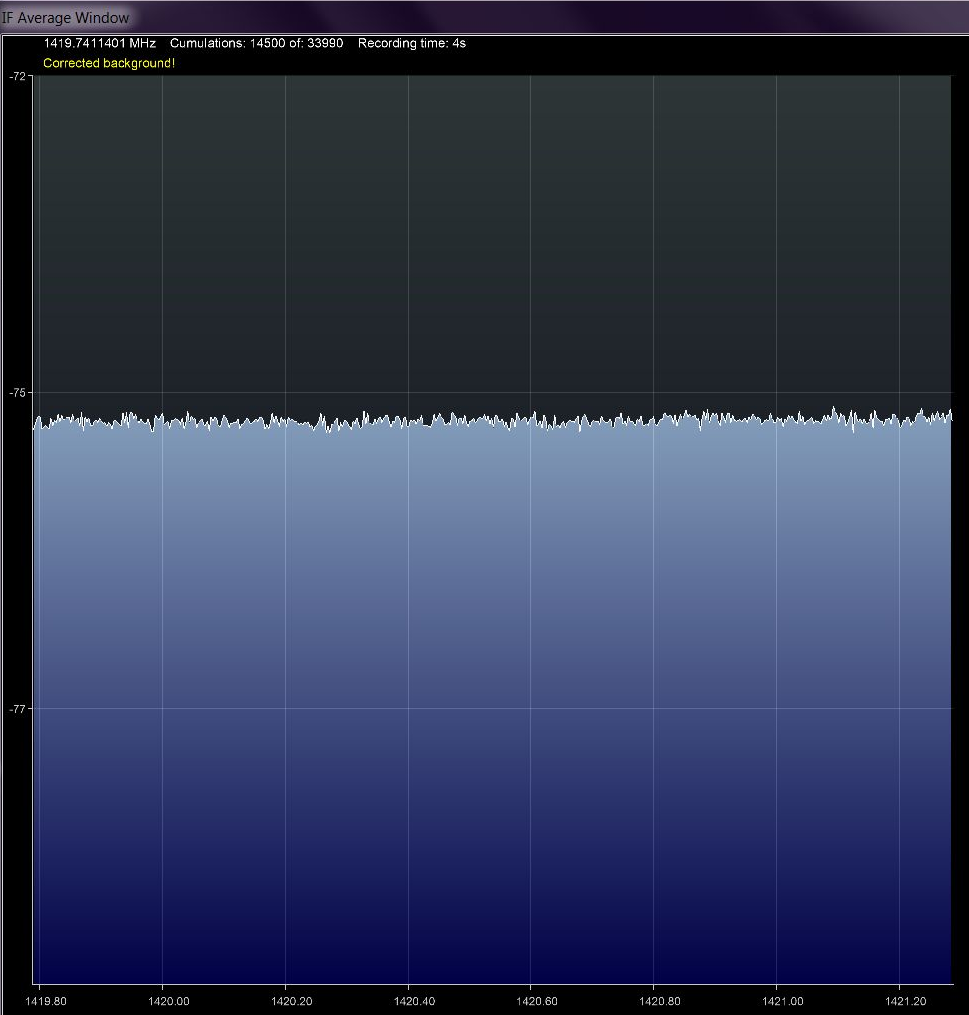 IF Average Window
1419.7411401 MHz Cumulations: 14500 of: 33990 Recording time: 4s
Corrected background!
-72
-75
-77
1419.80 1420.00 1420.20 1420.40 1420.60 1420.80 1421.00 1421.20